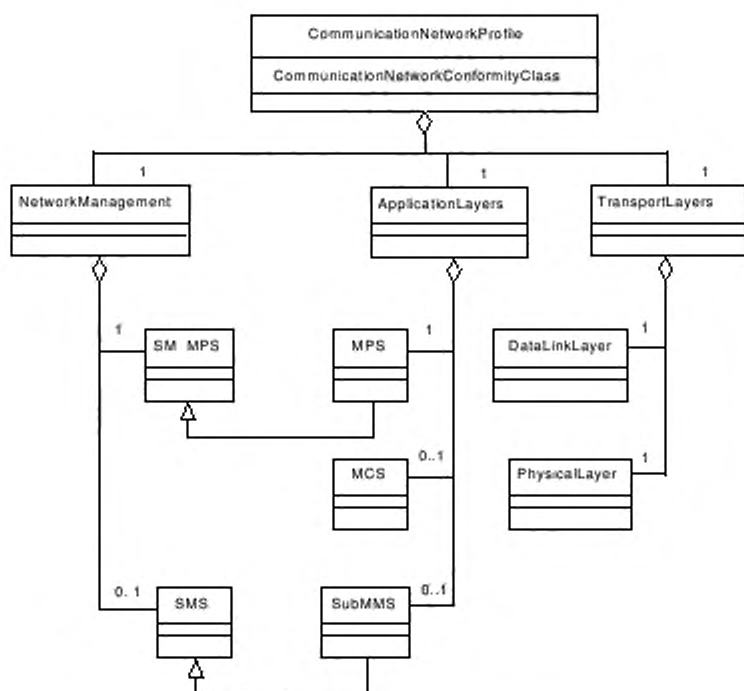 CommunicationNetworkProfile
CommunicationNetworkConformityClass
1
1
1
NetworkManagement
ApplicationLayers
TransportLayers
1
SM MPS
MPS
1
DataLinkLayer
1
MCS
0..1
PhysicalLayer
1
0..1
SMS
SubMMS
0..1